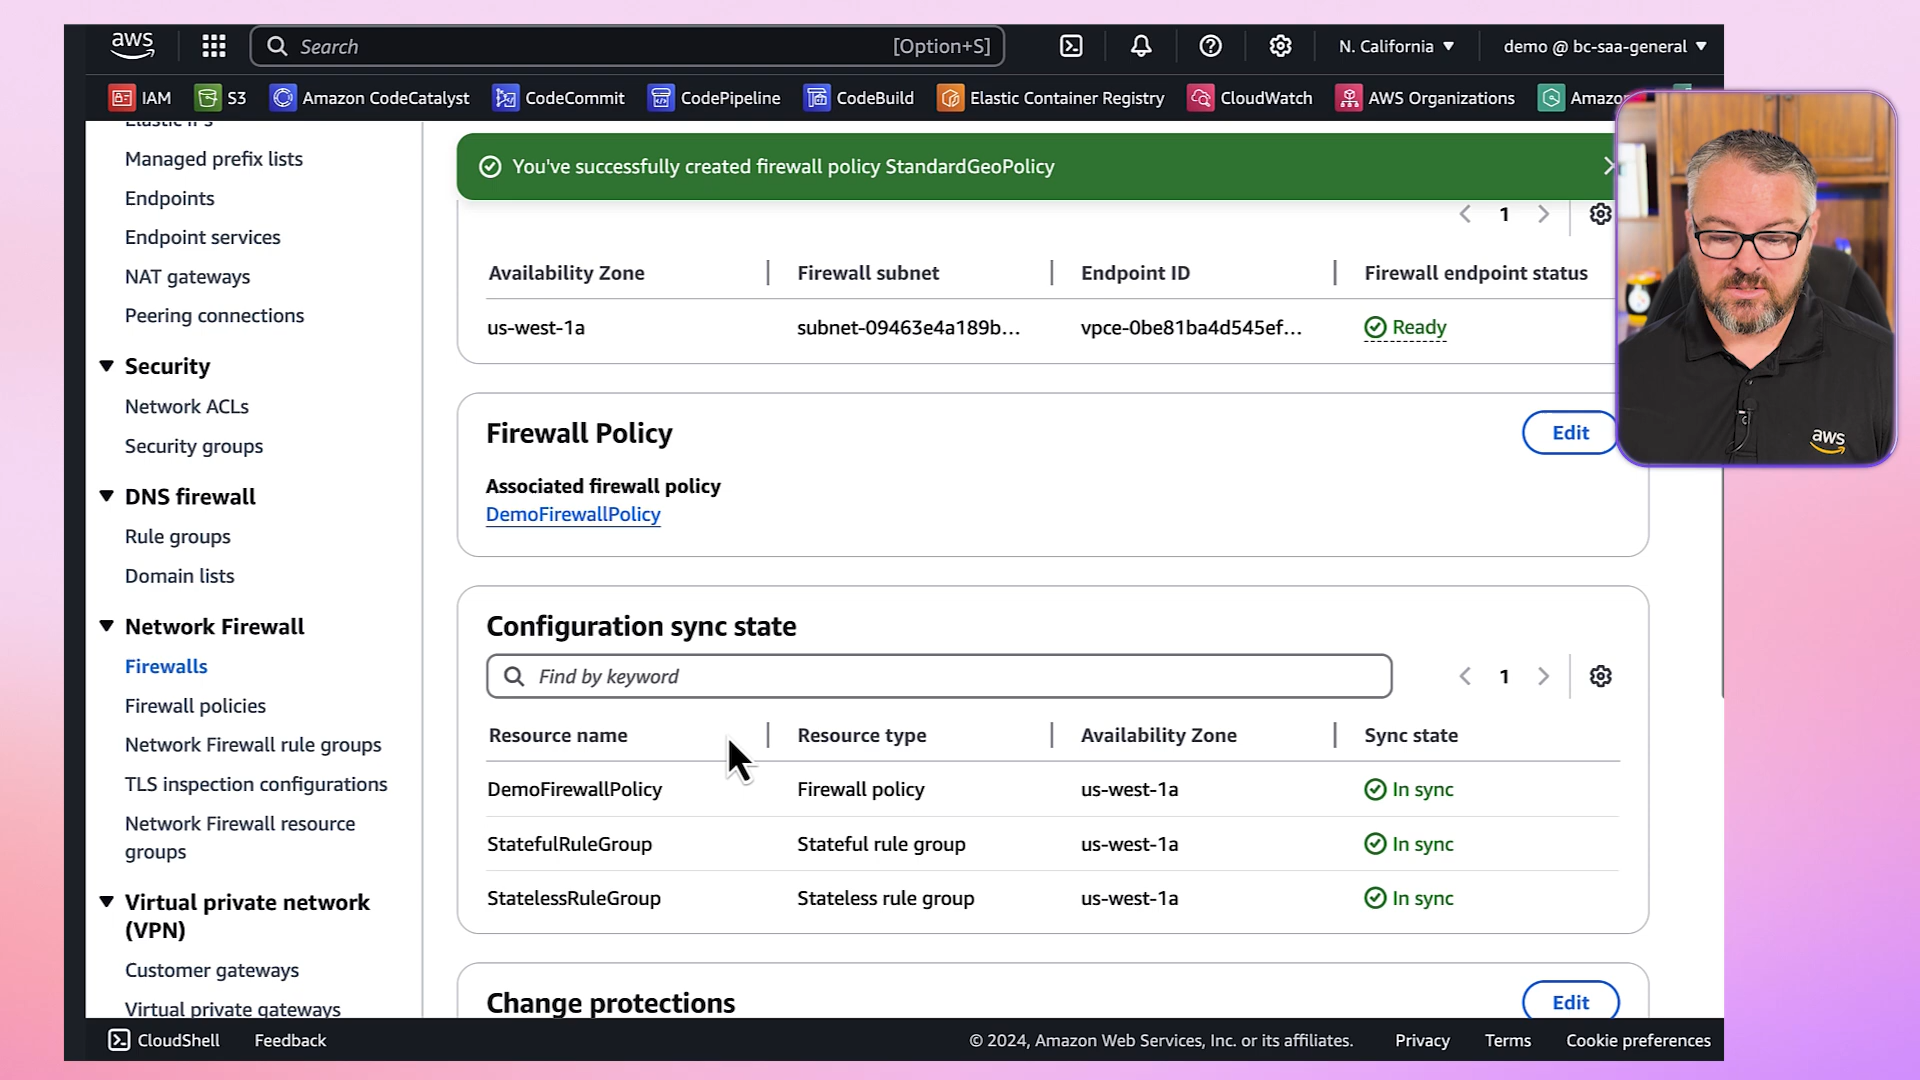 aws
Search
[Option+S]
N. California ▼
demo @ bc-saa-general ▼
IAM
S3
Amazon CodeCatalyst
CodeCommit
CodePipeline
CodeBuild
Elastic Container Registry
CloudWatch
AWS Organizations
Elastic IPs
Managed prefix lists
Endpoints
Endpoint services
NAT gateways
Peering connections
Security
Network ACLs
Security groups
DNS firewall
Rule groups
Domain lists
Network Firewall
Firewalls
Firewall policies
Network Firewall rule groups
TLS inspection configurations
Network Firewall resource
groups
Virtual private network
(VPN)
Customer gateways
Virtual private gateways
You've successfully created firewall policy StandardGeoPolicy
1
Availability Zone
Firewall subnet
Endpoint ID
Firewall endpoint status
us-west-1a
subnet-09463e4a189b...
vpce-0be81ba4d545ef...
Ready
Firewall Policy
Edit
Associated firewall policy
DemoFirewallPolicy
Configuration sync state
Find by keyword
1
Resource name
Resource type
Availability Zone
Sync state
DemoFirewallPolicy
Firewall policy
us-west-1a
In sync
StatefulRuleGroup
Stateful rule group
us-west-1a
In sync
StatelessRuleGroup
Stateless rule group
us-west-1a
In sync
Change protections
Edit
aws
CloudShell
Feedback
© 2024, Amazon Web Services, Inc. or its affiliates.
Privacy
Terms
Cookie preferences